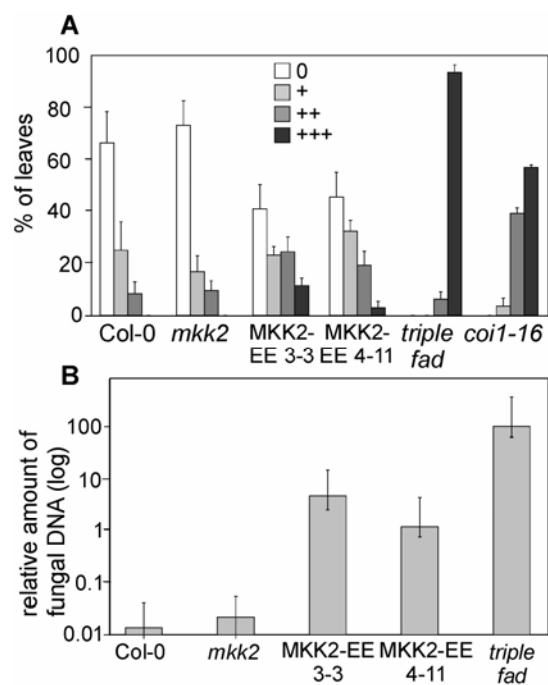 A
100
80
60
40
20
0
% of leaves
0
+
++
+++
Col-0
mkk2
MKK2-
EE 3-3
MKK2-
EE 4-11
triple
fad
coi1-16
B
100
10
1
0.1
0.01
relative amount of
fungal DNA (log)
Col-0
mkk2
MKK2-EE
3-3
MKK2-EE
4-11
triple
fad